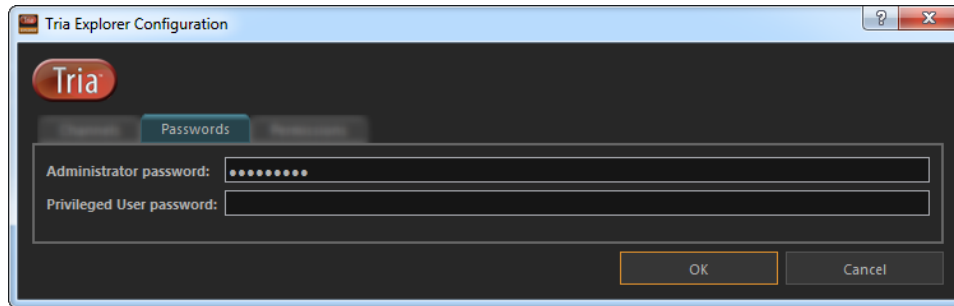 Tria Explorer Configuration
Tria
Passwords
Administrator password: ●●●●●●●●●
Privileged User password:
OK
Cancel